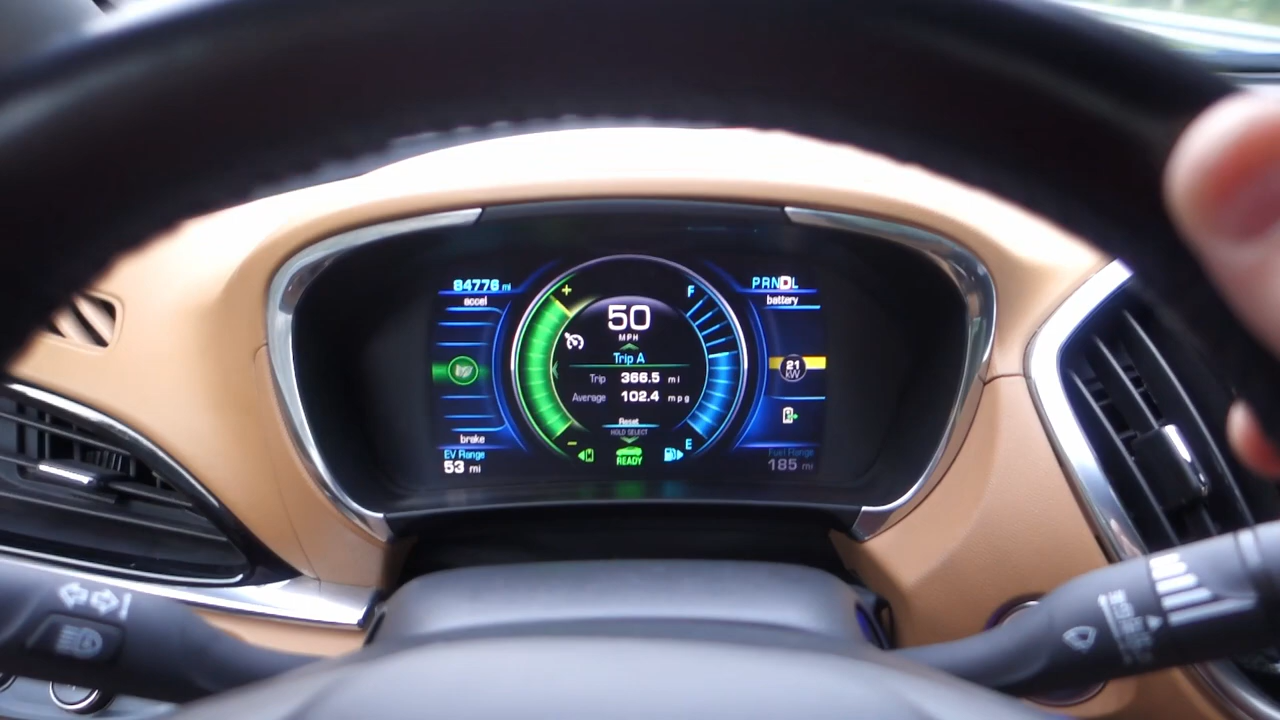 84776 mi
accel
PRNDL
battery
+
F
50
MPH
Trip A
Trip 366.5 mi
Average 102.4 mpg
Reset
HOLD SELECT
21
kW
brake
-
E
READY
EV Range
53 mi
Fuel Range
185 mi